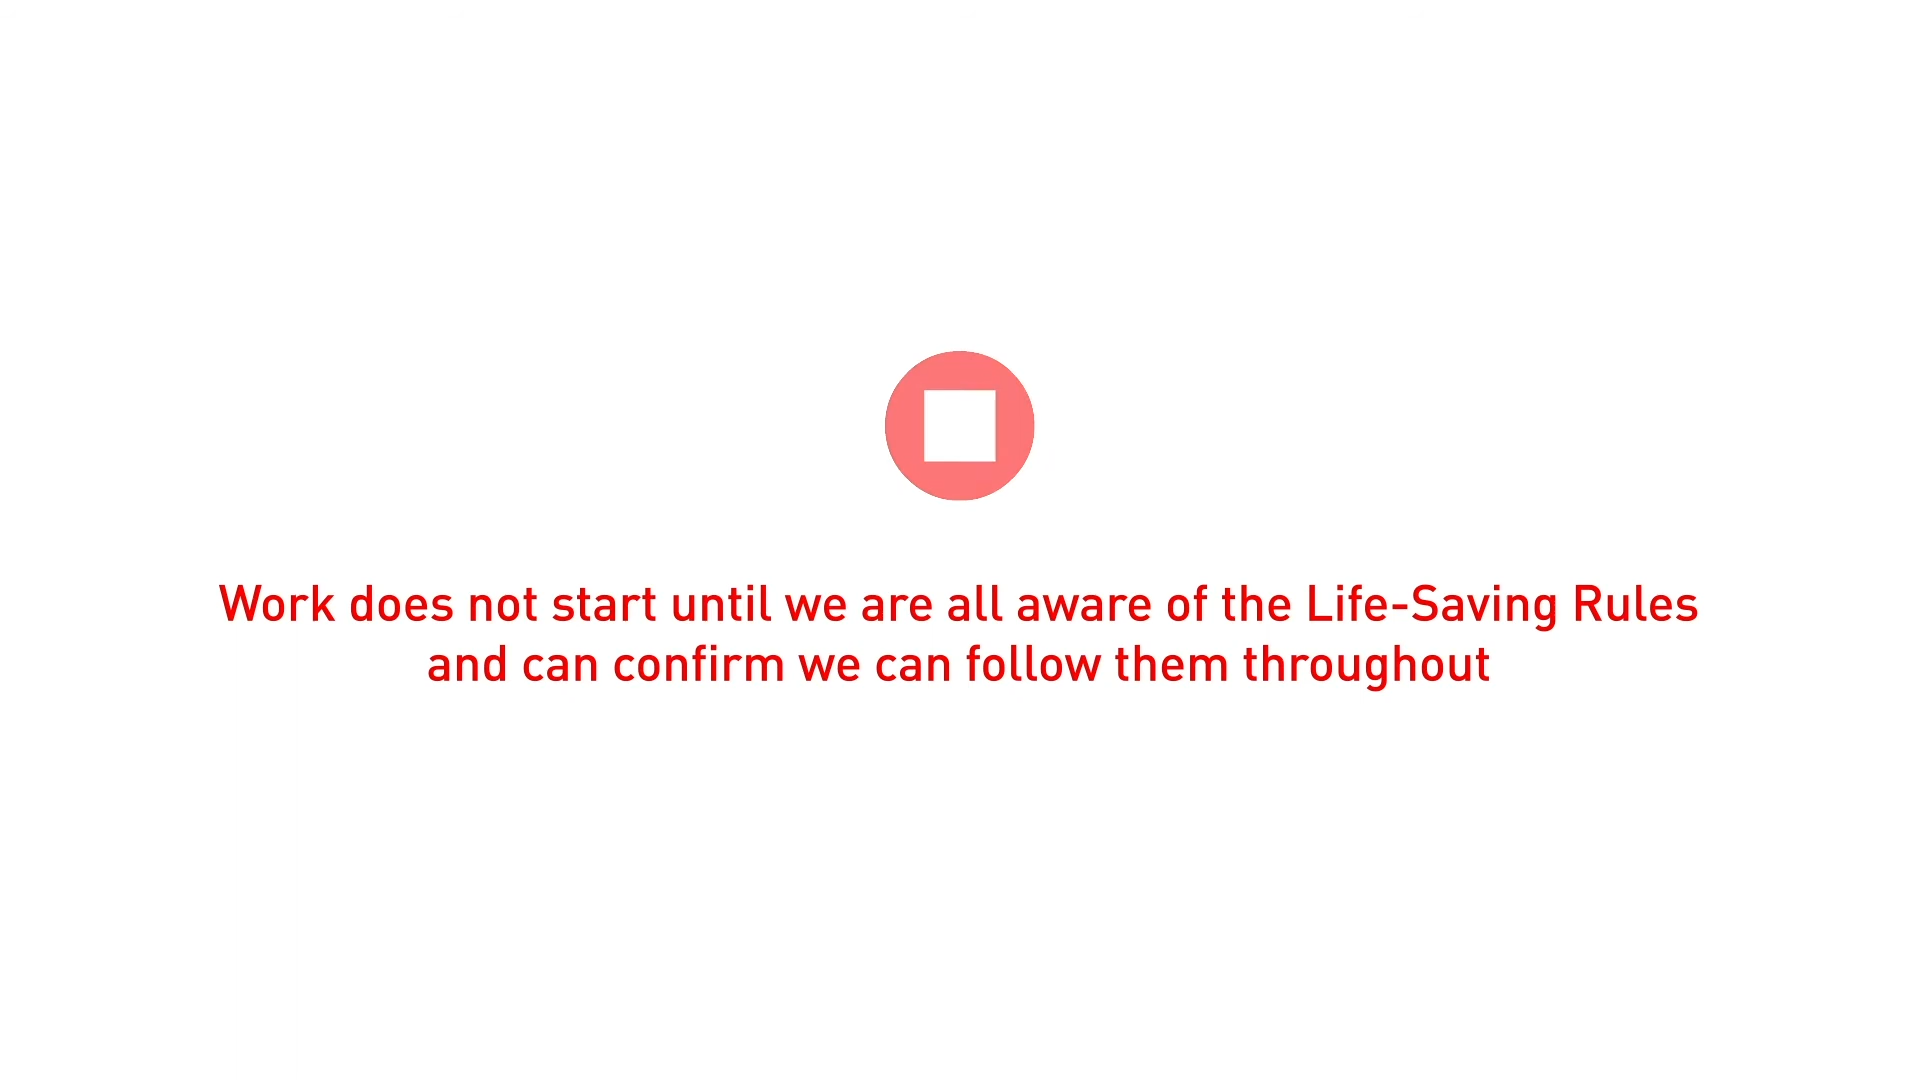 Work does not start until we are all aware of the Life-Saving Rules
and can confirm we can follow them throughout